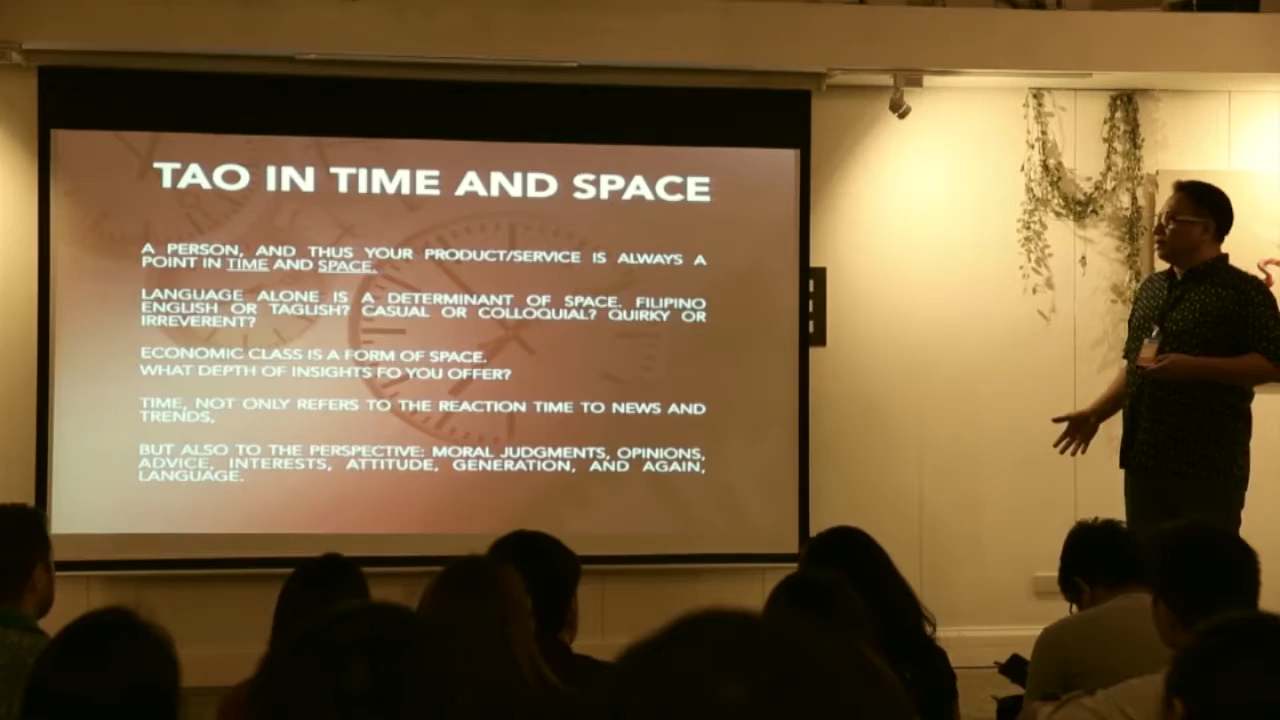 TAO IN TIME AND SPACE
A PERSON, AND THUS YOUR PRODUCT/SERVICE IS ALWAYS A
POINT IN TIME AND SPACE.
LANGUAGE ALONE IS A DETERMINANT OF SPACE. FILIPINO
ENGLISH OR TAGLISH? CASUAL OR COLLOQUIAL? QUIRKY OR
IRREVERENT?
ECONOMIC CLASS IS A FORM OF SPACE.
WHAT DEPTH OF INSIGHTS FO YOU OFFER?
TIME, NOT ONLY REFERS TO THE REACTION TIME TO NEWS AND
TRENDS,
BUT ALSO TO THE PERSPECTIVE: MORAL JUDGMENTS, OPINIONS,
ADVICE, INTERESTS, ATTITUDE, GENERATION, AND AGAIN,
LANGUAGE.